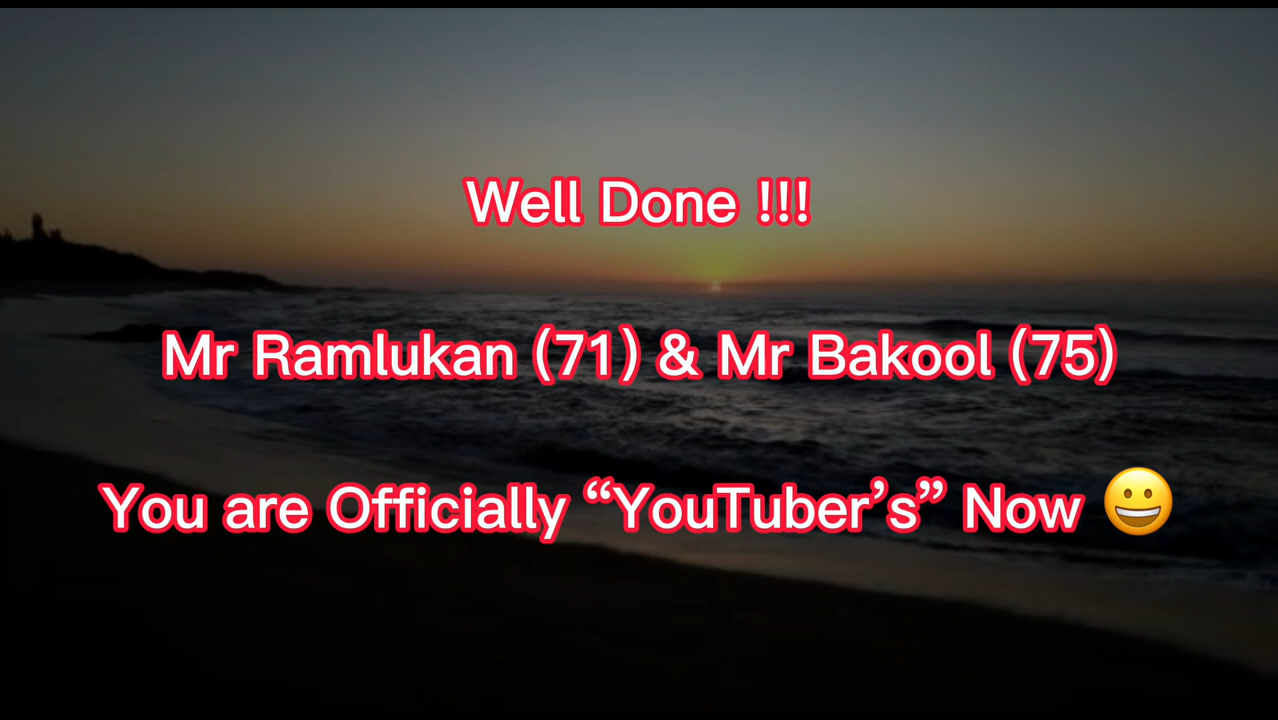 Well Done !!!
Mr Ramlukan (71) & Mr Bakool (75)
You are Officially “YouTuber’s” Now 😀